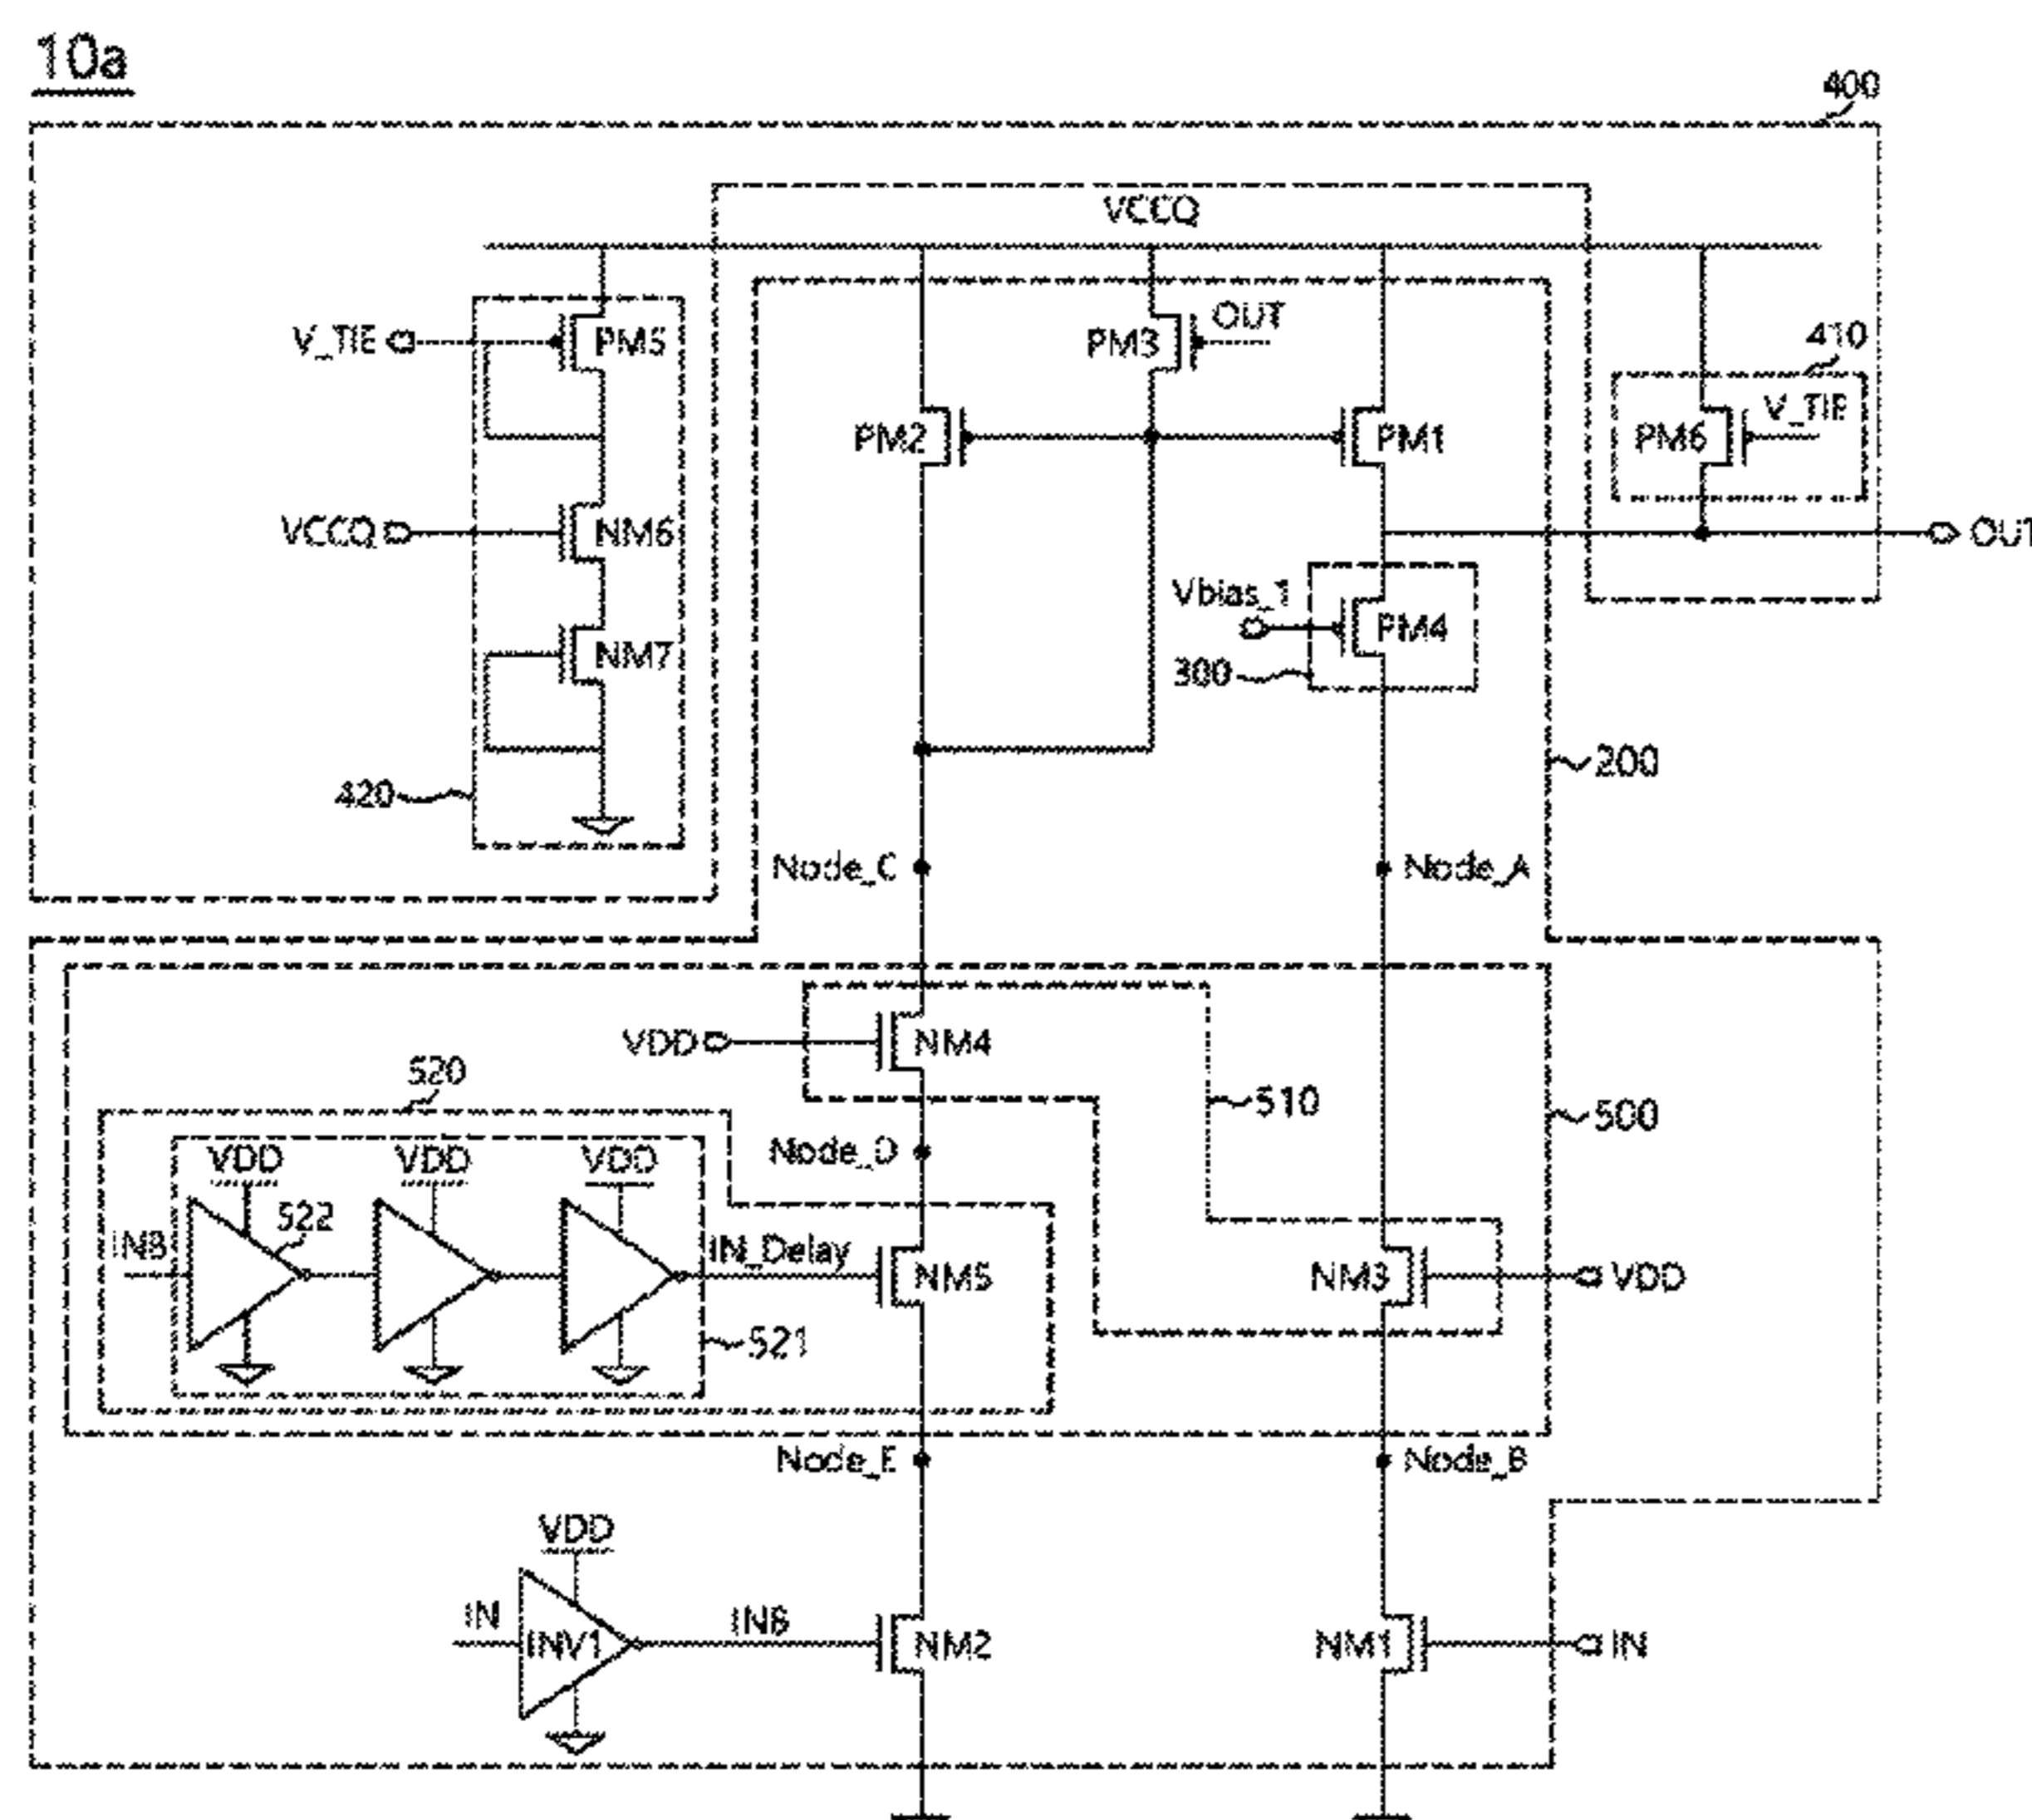 10a
400
VCCQ
V_TIE
PM5
PM3
OUT
410
PM2
PM1
PM6
V_TIE
VCCQ
NM6
OUT
Vbias_1
PM4
NM7
300
200
420
Node_C
Node_A
VDD
NM4
520
510
500
Node_D
VDD
VDD
VDD
522
INB
IN_Delay
NM5
NM3
VDD
521
Node_E
Node_B
VDD
IN
INV1
INB
NM2
NM1
IN